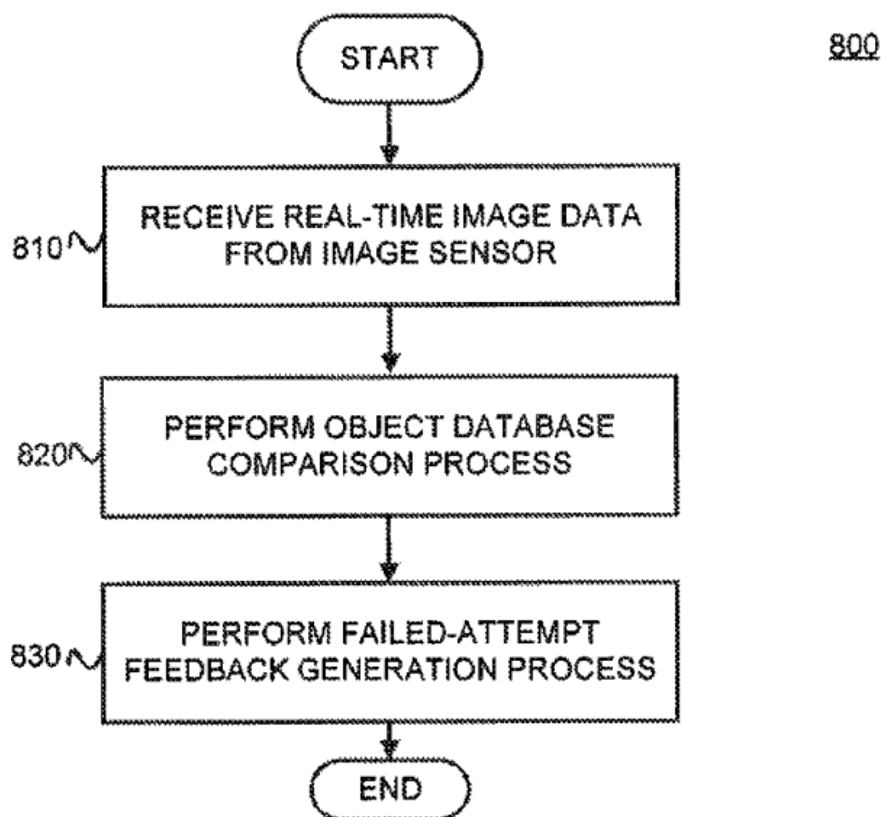 START
800
810
RECEIVE REAL-TIME IMAGE DATA
FROM IMAGE SENSOR
820
PERFORM OBJECT DATABASE
COMPARISON PROCESS
830
PERFORM FAILED-ATTEMPT
FEEDBACK GENERATION PROCESS
END